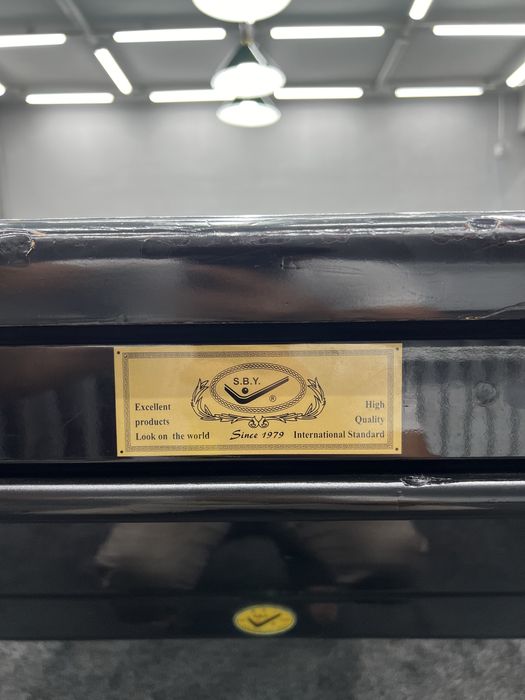 S.B.Y.
®
Excellent
products
Look on the world
Since 1979
High
Quality
International Standard